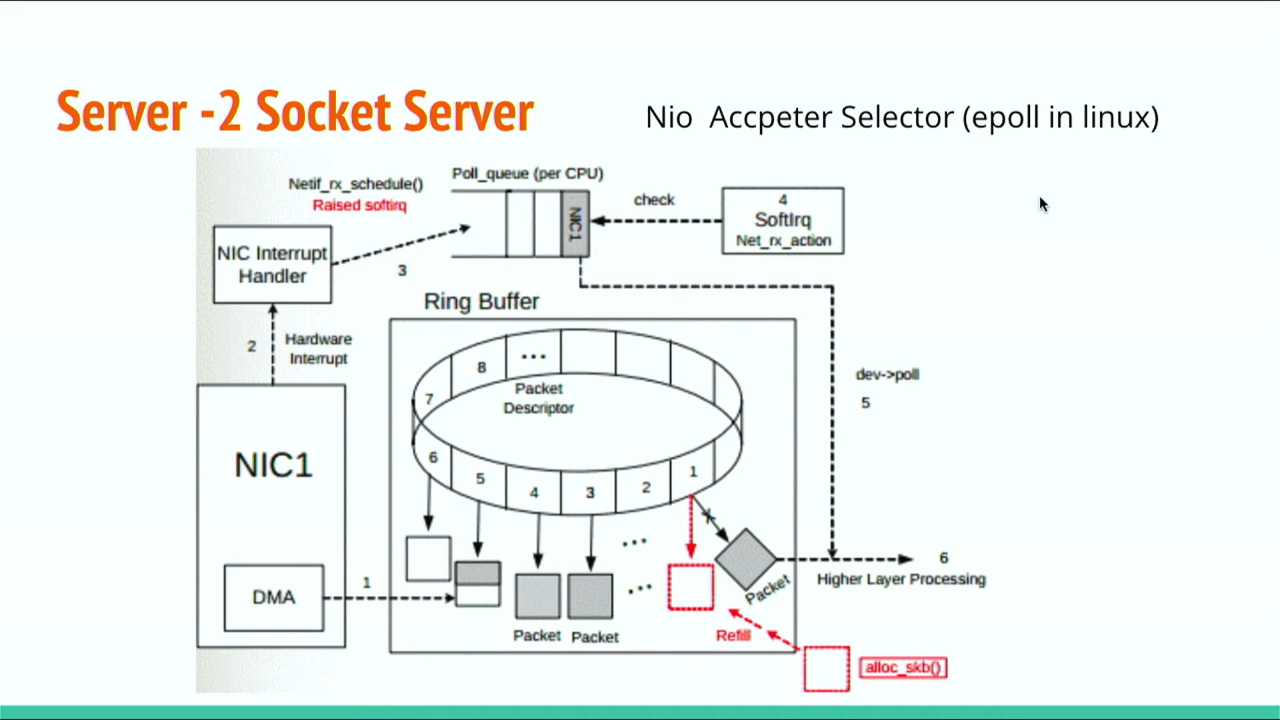 Server -2 Socket Server
Nio Accpeter Selector (epoll in linux)
Netif_rx_schedule()
Raised softirq
Poll_queue (per CPU)
NIC1
check
4
SoftIrq
Net_rx_action
NIC Interrupt
Handler
3
2
Hardware
Interrupt
Ring Buffer
8
...
7
Packet
Descriptor
6
5
4
3
2
1
dev->poll
5
NIC1
DMA
1
...
...
Packet
Packet
Packet
6
Higher Layer Processing
Refill
alloc_skb()